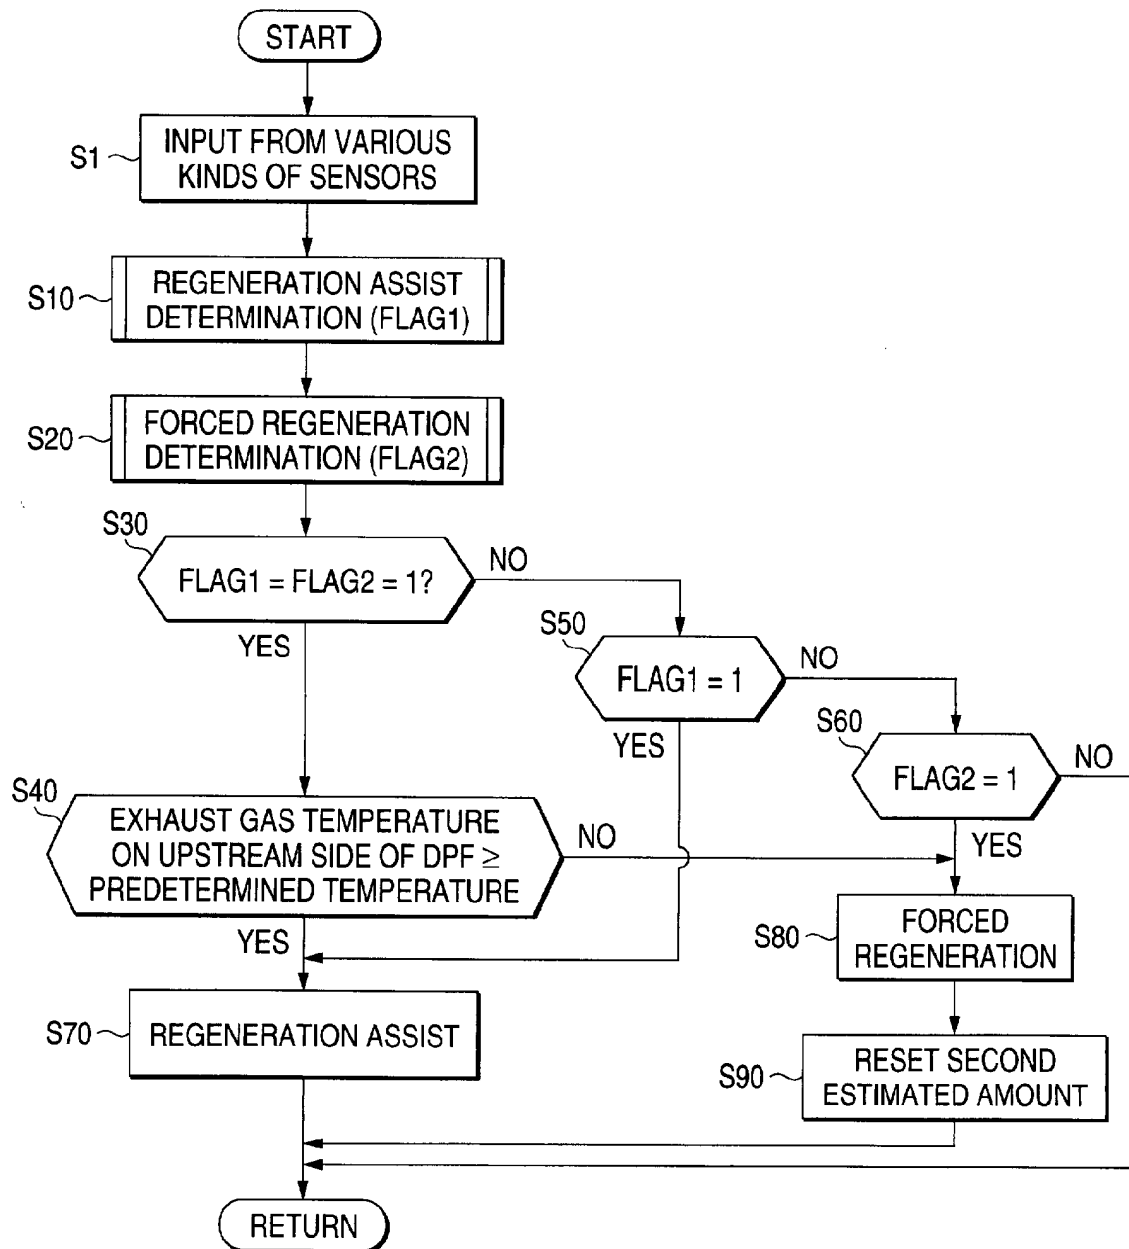 START
S1
INPUT FROM VARIOUS
KINDS OF SENSORS
S10
REGENERATION ASSIST
DETERMINATION (FLAG1)
S20
FORCED REGENERATION
DETERMINATION (FLAG2)
S30
FLAG1 = FLAG2 = 1?
NO
YES
S50
FLAG1 = 1
NO
YES
S60
FLAG2 = 1
NO
YES
S40
EXHAUST GAS TEMPERATURE
ON UPSTREAM SIDE OF DPF ≥
PREDETERMINED TEMPERATURE
NO
YES
S80
FORCED
REGENERATION
S70
REGENERATION ASSIST
S90
RESET SECOND
ESTIMATED AMOUNT
RETURN